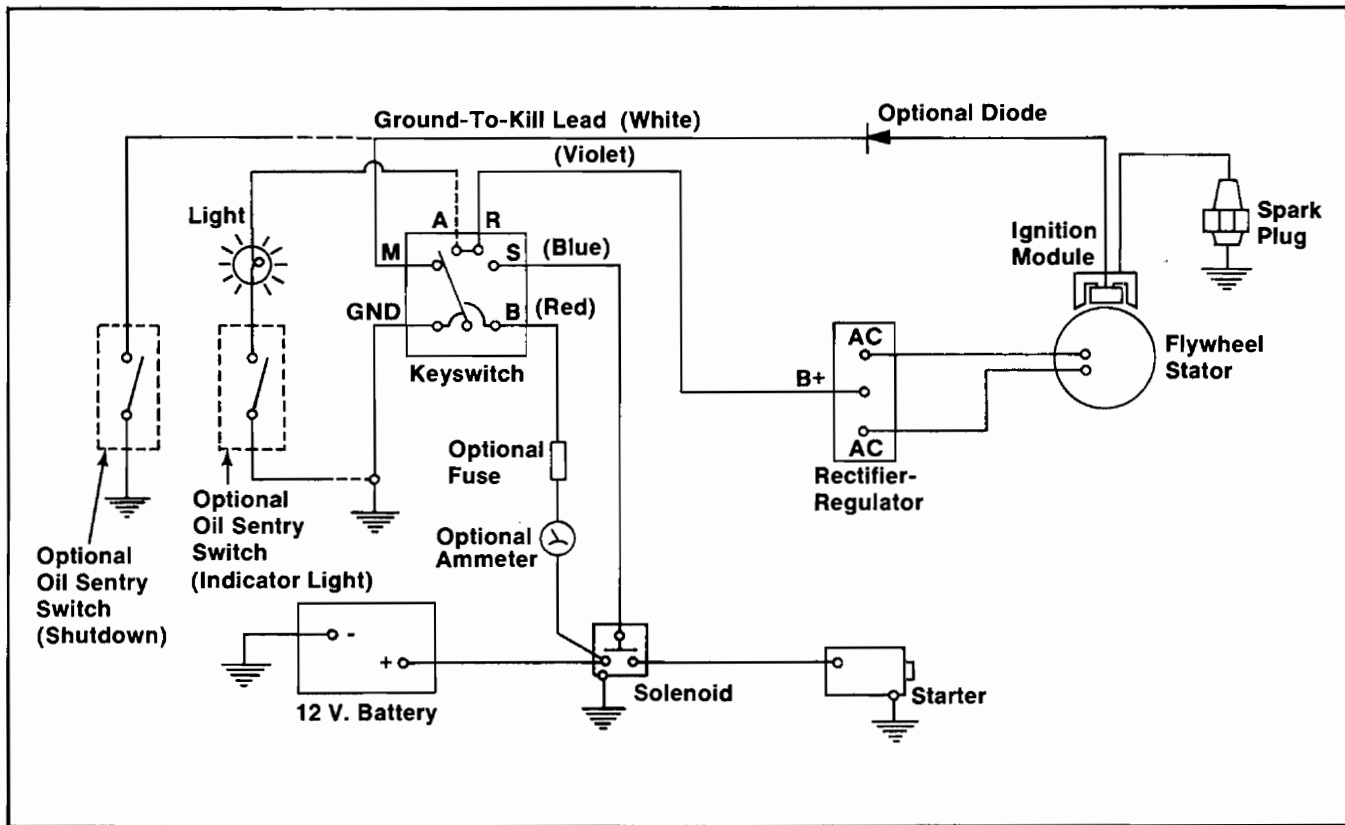 Ground-To-Kill Lead (White)
Optional Diode
(Violet)
Light
A
R
M
S
(Blue)
GND
B
(Red)
Keyswitch
Ignition
Module
Spark
Plug
AC
B+
AC
Rectifier-
Regulator
Flywheel
Stator
Optional
Fuse
Optional
Ammeter
Optional
Oil Sentry
Switch
(Indicator Light)
Optional
Oil Sentry
Switch
(Shutdown)
-
+
12 V. Battery
Solenoid
Starter